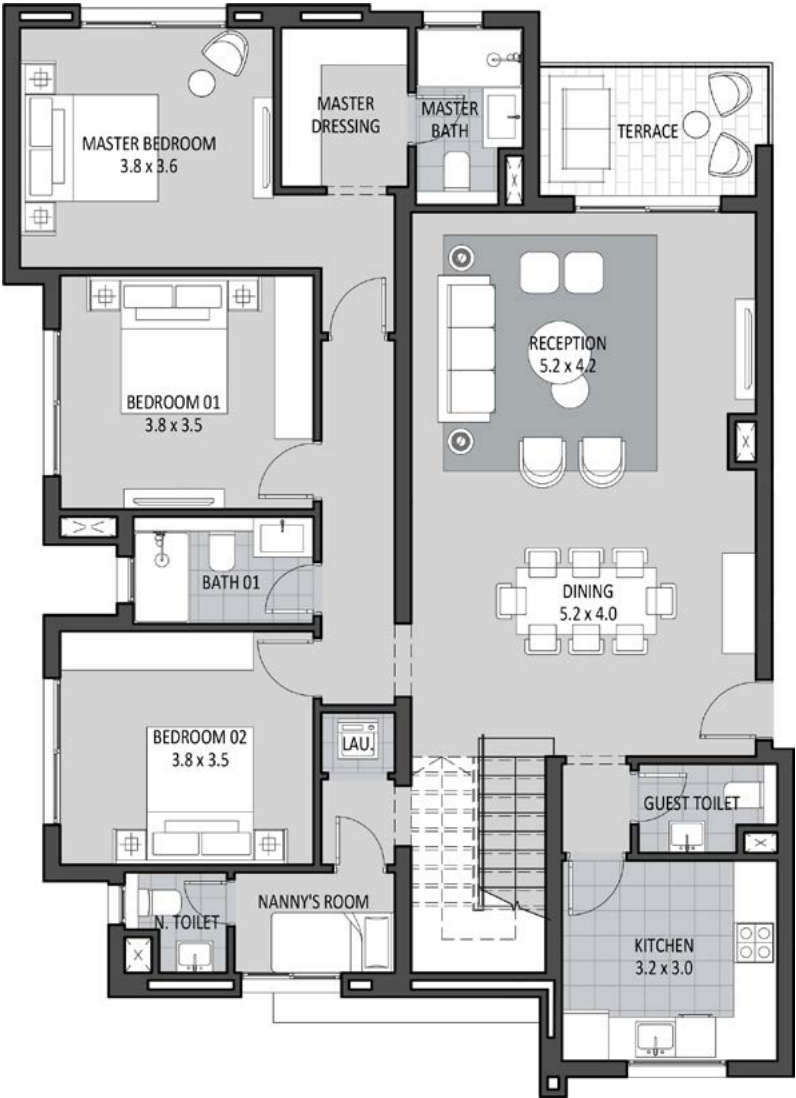 MASTER BEDROOM
3.8 x 3.6
MASTER
DRESSING
MASTER
BATH
TERRACE
BEDROOM 01
3.8 x 3.5
RECEPTION
5.2 x 4.2
BATH 01
DINING
5.2 x 4.0
BEDROOM 02
3.8 x 3.5
LAU.
GUEST TOILET
N. TOILET
NANNY'S ROOM
KITCHEN
3.2 x 3.0